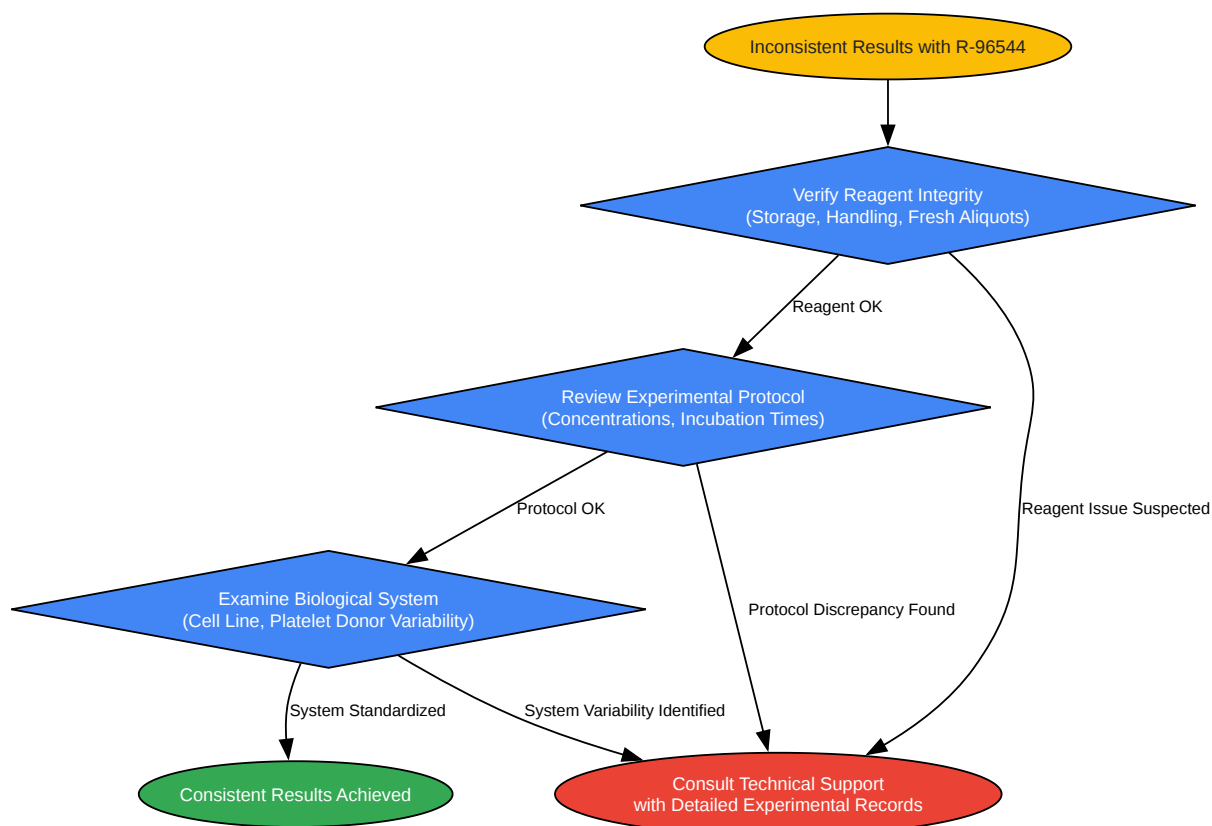 Inconsistent Results with R-96544
Verify Reagent Integrity
(Storage, Handling, Fresh Aliquots)
Reagent OK
Review Experimental Protocol
(Concentrations, Incubation Times)
Protocol OK
Reagent Issue Suspected
Examine Biological System
(Cell Line, Platelet Donor Variability)
Protocol Discrepancy Found
System Standardized
System Variability Identified
Consistent Results Achieved
Consult Technical Support
with Detailed Experimental Records